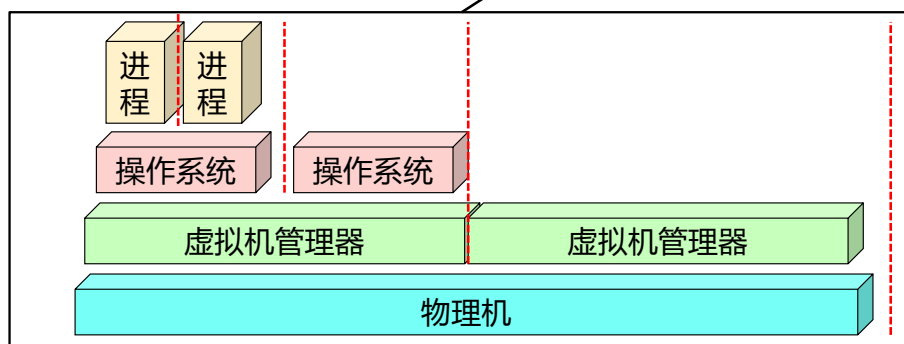 进程
进程
操作系统
操作系统
虚拟机管理器
虚拟机管理器
物理机